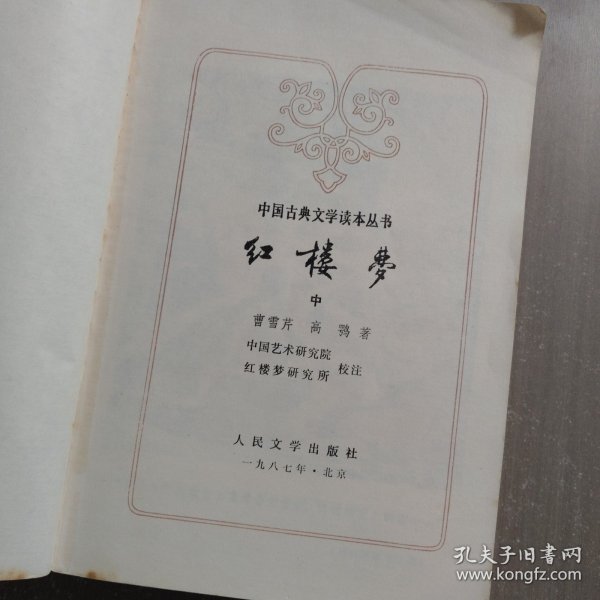 中国古典文学读本丛书
红楼夢
中
曹雪芹 高鹗 著
中国艺术研究院
红楼梦研究所 校注
人民文学出版社
一九八七年·北京
孔夫子旧书网
www.kongfz.com